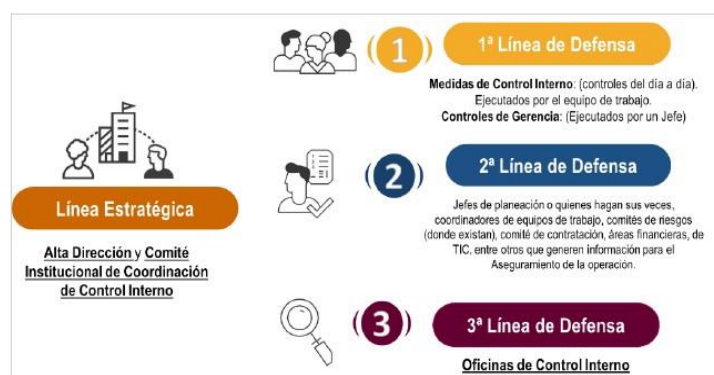 Línea Estratégica
Alta Dirección y Comité
Institucional de Coordinación
de Control Interno
1
1ª Línea de Defensa
Medidas de Control Interno: (controles del día a día).
Ejecutados por el equipo de trabajo.
Controles de Gerencia: (Ejecutados por un Jefe)
2
2ª Línea de Defensa
Jefes de planeación o quienes hagan sus veces,
coordinadores de equipos de trabajo, comités de riesgos
(donde existan), comité de contratación, áreas financieras, de
TIC, entre otros que generen información para el
Aseguramiento de la operación.
3
3ª Línea de Defensa
Oficinas de Control Interno